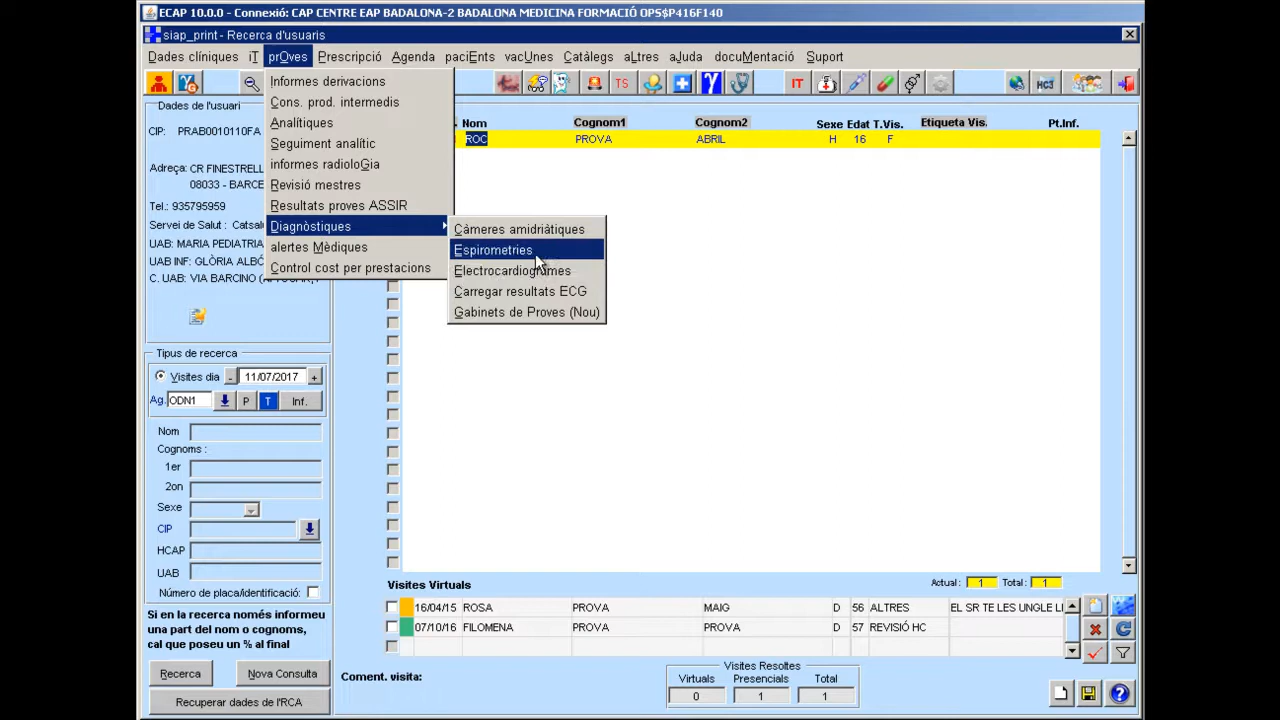 ECAP 10.0.0 - Connexió: CAP CENTRE EAP BADALONA-2 BADALONA MEDICINA FORMACIÓ OPS$P416F140
siap_print - Recerca d'usuaris
Dades clíniques iT prOves Prescripció Agenda paciEnts vacUnes Catàlegs aLtres aJuda docuMentació Suport
TS IT HC3
Informes derivacions
Cons. prod. intermedis
Analítiques
Seguiment analític
informes radioloGia
Revisió mestres
Resultats proves ASSIR
Diagnòstiques
alertes Mèdiques
Control cost per prestacions
Càmeres amidriàtiques
Espirometries
Electrocardiogrames
Carregar resultats ECG
Gabinets de Proves (Nou)
Dades de l'usuari
CIP: PRAB0010110FA
Adreça: CR FINESTRELL
08033 - BARCE
Tel.: 935795959
Servei de Salut : Catsal
UAB: MARIA PEDIATRIA
UAB INF: GLÒRIA ALBÓ
C. UAB: VIA BARCINO
Nom Cognom1 Cognom2 Sexe Edat T.Vis. Etiqueta Vis. Pt.Inf.
ROC PROVA ABRIL H 16 F
Tipus de recerca
Visites dia - 11/07/2017 +
Ag. ODN1 P T Inf.
Nom
Cognoms :
1er
2on
Sexe
CIP
HCAP
UAB
Número de placa/identificació:
Si en la recerca només informeu
una part del nom o cognoms,
cal que poseu un % al final
Recerca Nova Consulta
Recuperar dades de l'RCA
Visites Virtuals Actual : 1 Total : 1
16/04/15 ROSA PROVA MAIG D 56 ALTRES EL SR TE LES UNGLE LI
07/10/16 FILOMENA PROVA PROVA D 57 REVISIÓ HC
Coment. visita:
Visites Resoltes
Virtuals Presencials Total
0 1 1